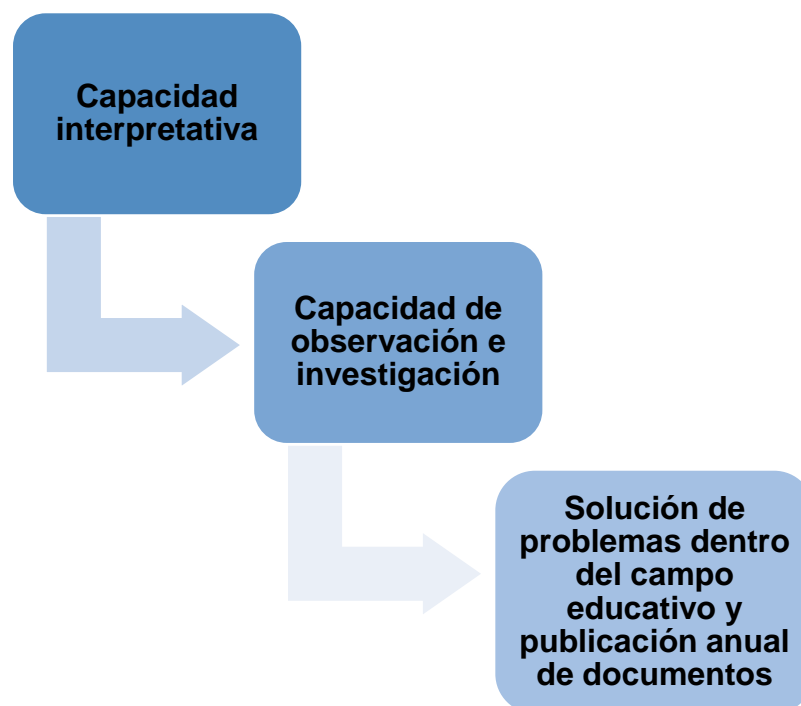 Capacidad
interpretativa
Capacidad de
observación e
investigación
Solución de
problemas dentro
del campo
educativo y
publicación anual
de documentos